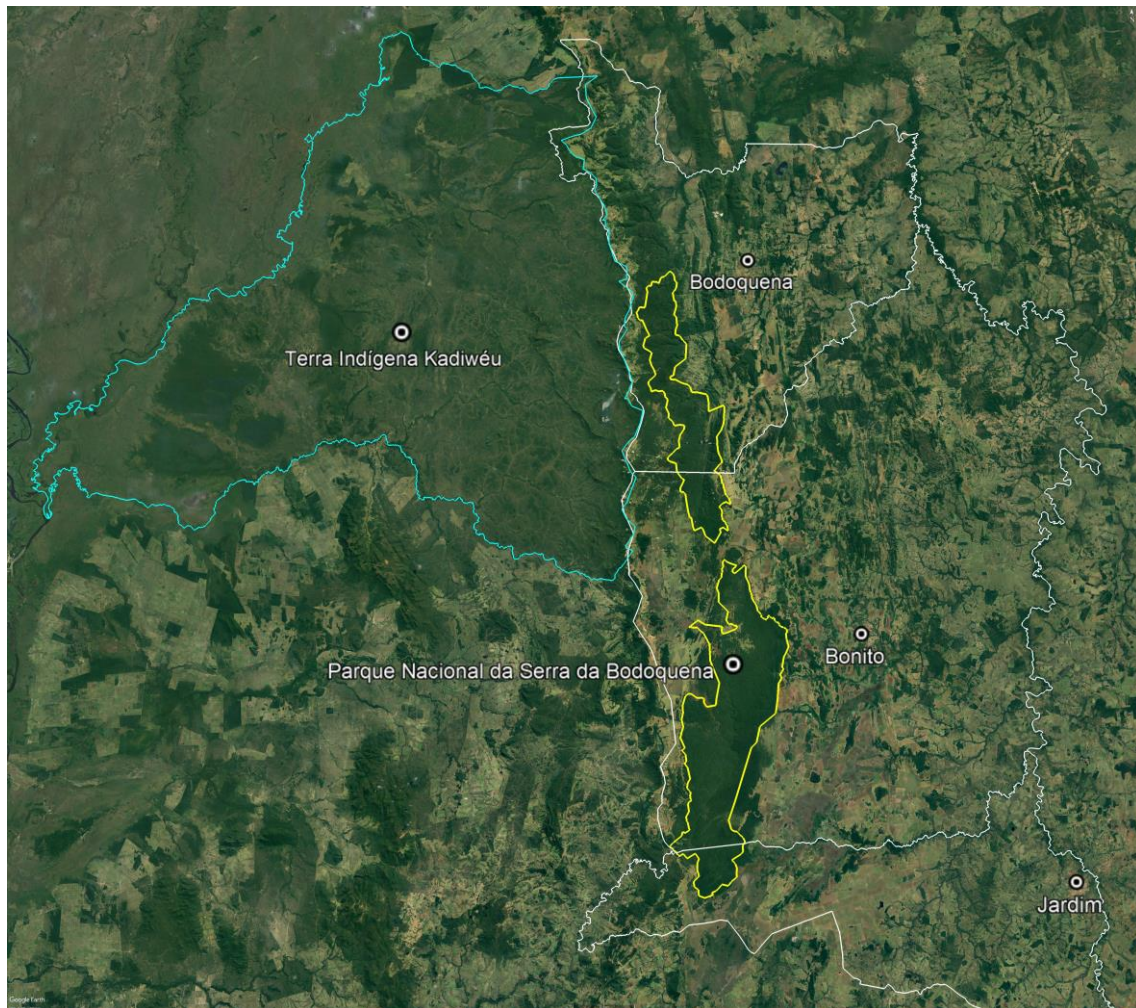 Bodoquena
Terra Indígena Kadiwéu
Bonito
Parque Nacional da Serra da Bodoquena
Jardim
Google Earth